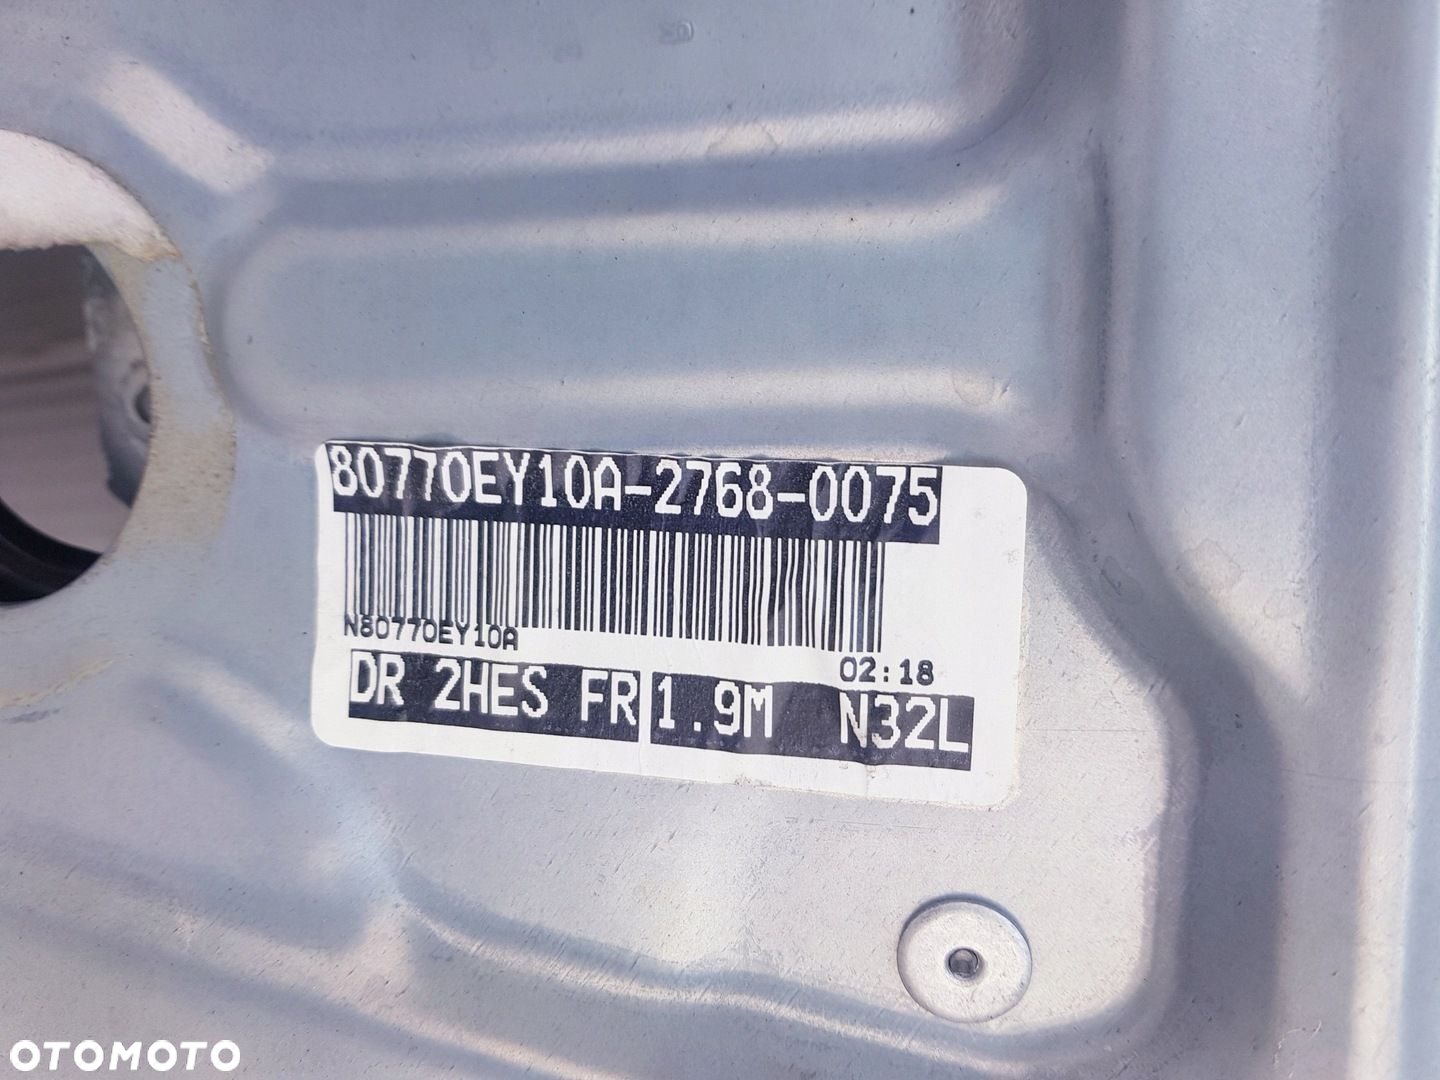 80770EY10A-2768-0075
N80770EY10A
02:18
DR 2HES FR 1.9M N32L
OTOMOTO